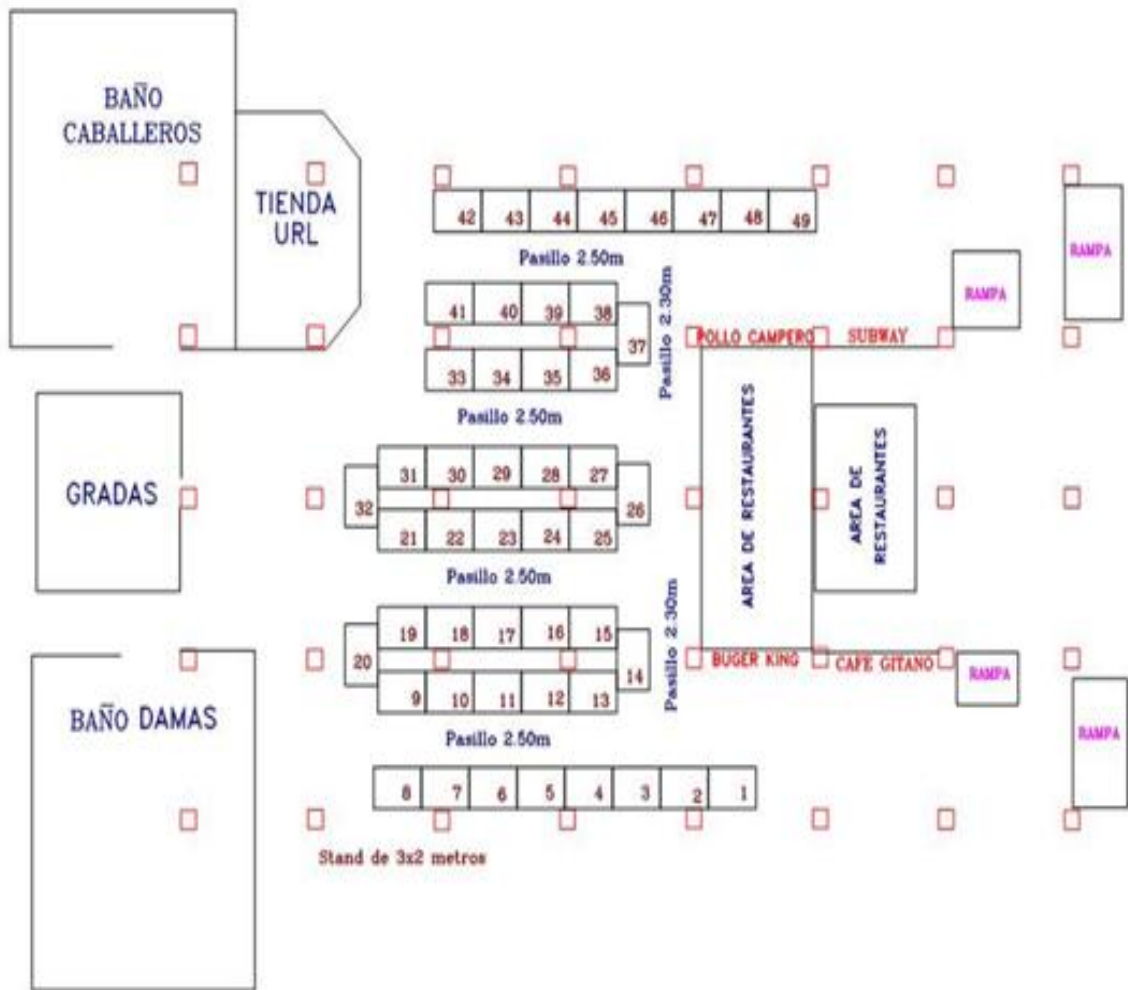 BAÑO
CABALLEROS
TIENDA
URL
42 43 44 45 46 47 48 49
RAMPA
Pasillo 2.50m
Pasillo 2.30m
RAMPA
41 40 39 38
37
POLLO CAMPERO
SUBWAY
33 34 35 36
Pasillo 2.50m
AREA DE RESTAURANTES
AREA DE
RESTAURANTES
GRADAS
31 30 29 28 27
32
26
21 22 23 24 25
Pasillo 2.50m
Pasillo 2.30m
19 18 17 16 15
20
14
BUGER KING
CAFE GITANO
RAMPA
9 10 11 12 13
BAÑO DAMAS
RAMPA
Pasillo 2.50m
8 7 6 5 4 3 2 1
Stand de 3x2 metros